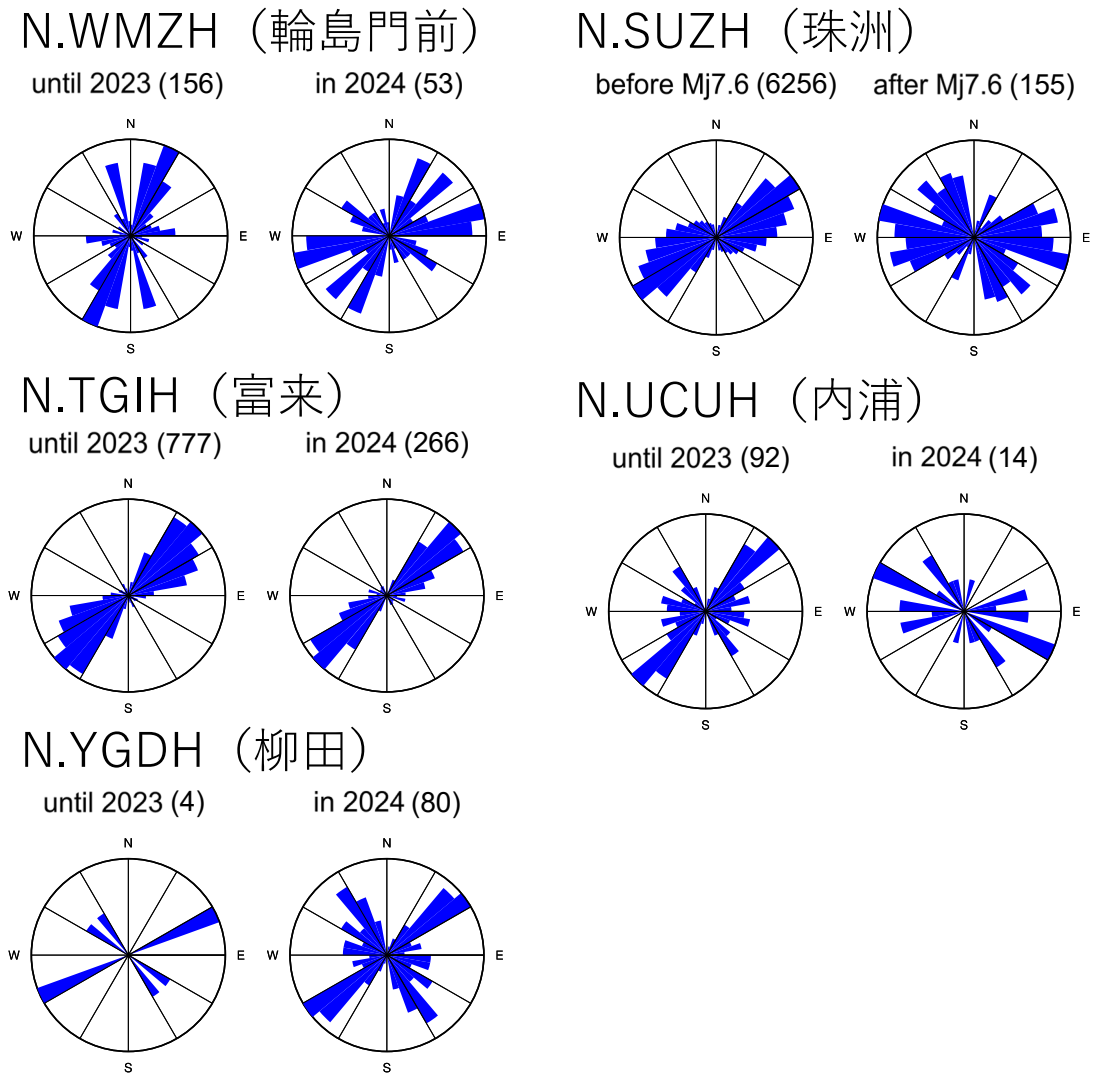 N.WMZH（輪島門前）
until 2023 (156)
in 2024 (53)
N
W
E
S
N
W
E
S
N.SUZH（珠洲）
before Mj7.6 (6256)
after Mj7.6 (155)
N
W
E
S
N
W
E
S
N.TGIH（富来）
until 2023 (777)
in 2024 (266)
N
W
E
S
N
W
E
S
N.UCUH（内浦）
until 2023 (92)
in 2024 (14)
N
W
E
S
N
W
E
S
N.YGDH（柳田）
until 2023 (4)
in 2024 (80)
N
W
E
S
N
W
E
S